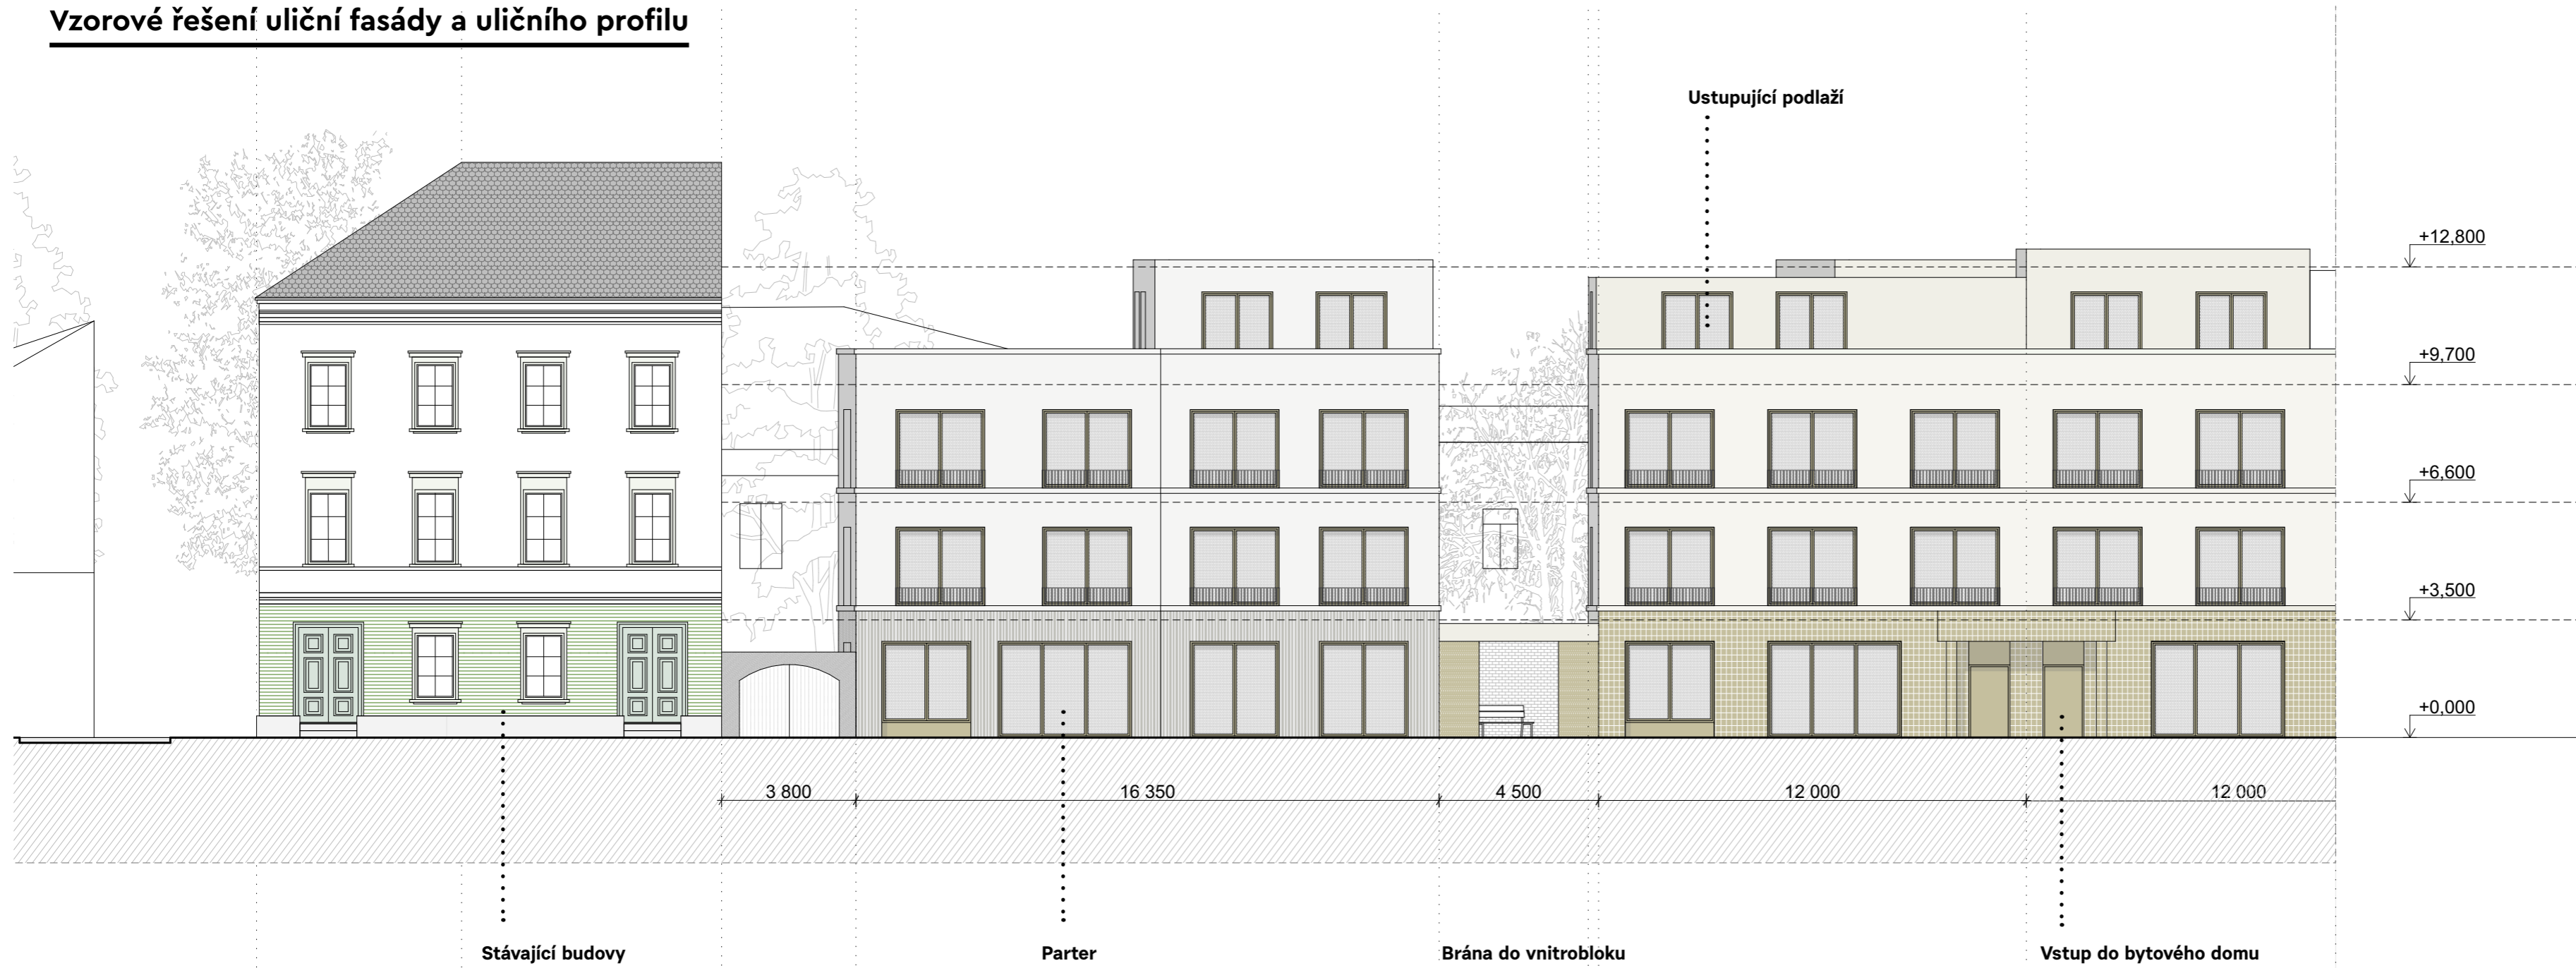 Vzorové řešení uliční fasády a uličního profilu
Ustupující podlaží
+12,800
+9,700
+6,600
+3,500
+0,000
3 800
16 350
4 500
12 000
12 000
Stávající budovy
Parter
Brána do vnitrobloku
Vstup do bytového domu